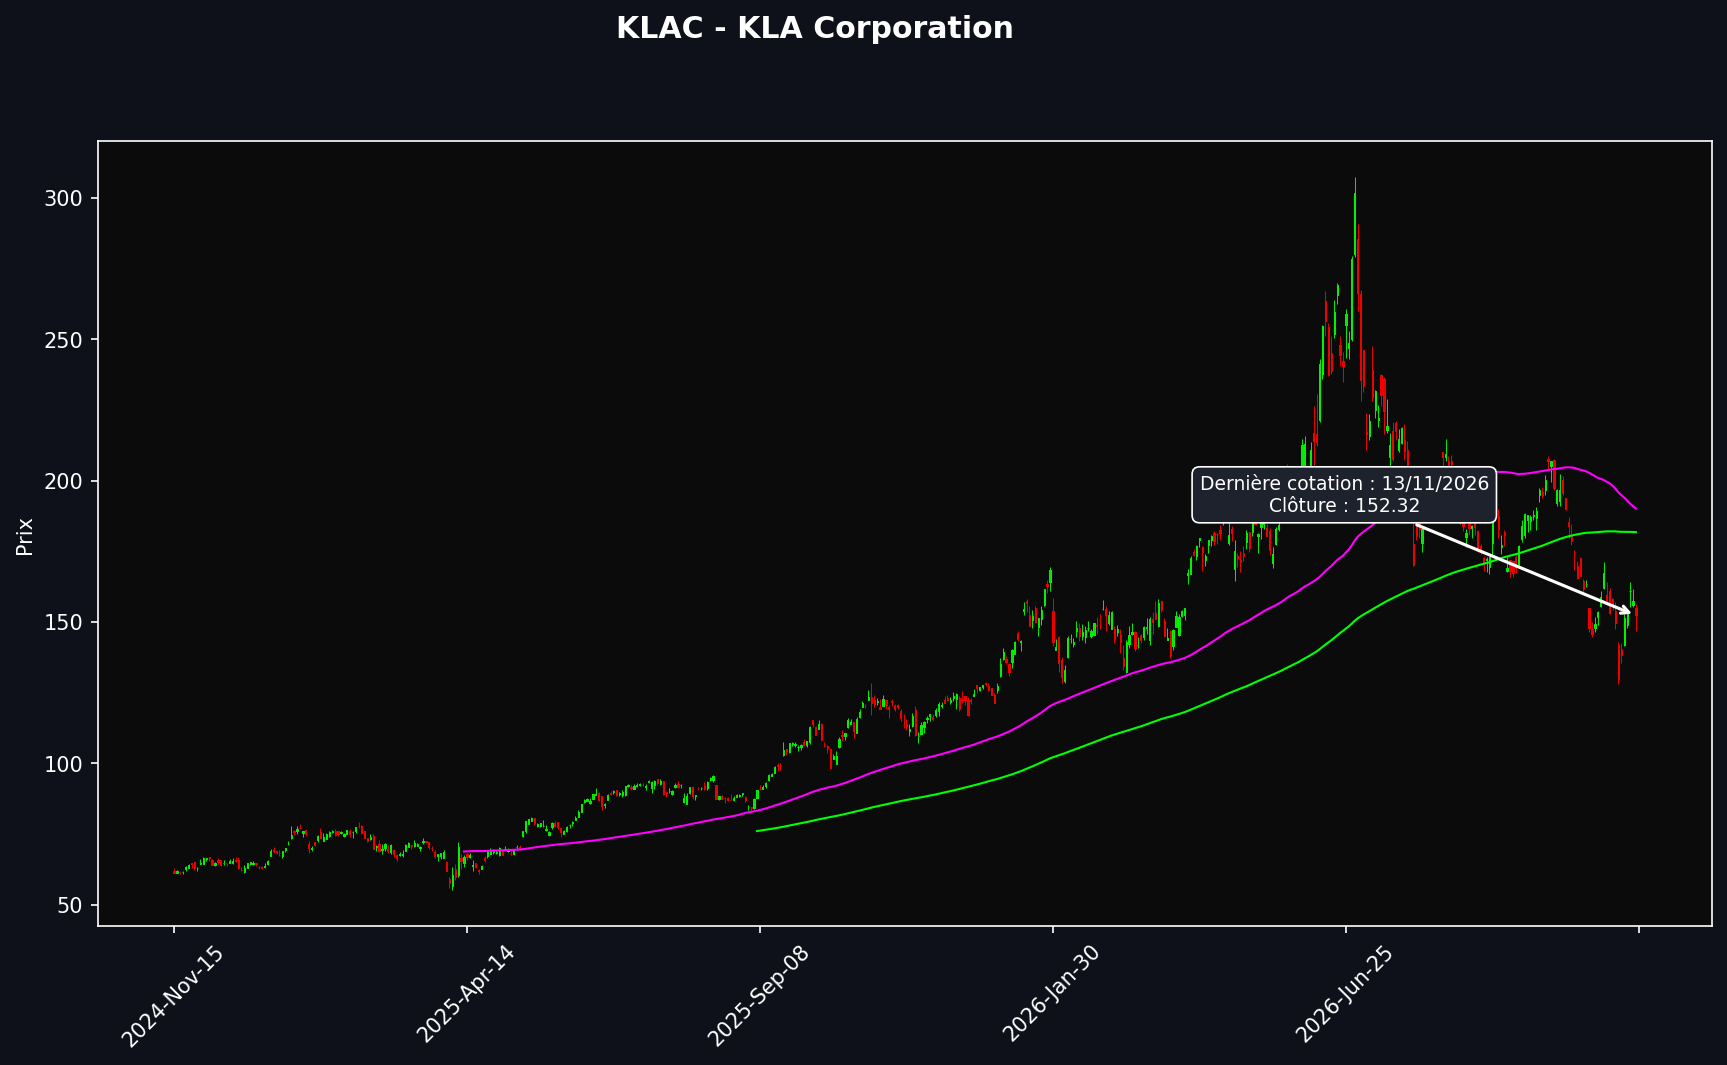 KLAC - KLA Corporation
300
250
200
150
100
50
Prix
Dernière cotation : 13/11/2026
Clôture : 152.32
2024-Nov-15
2025-Apr-14
2025-Sep-08
2026-Jan-30
2026-Jun-25